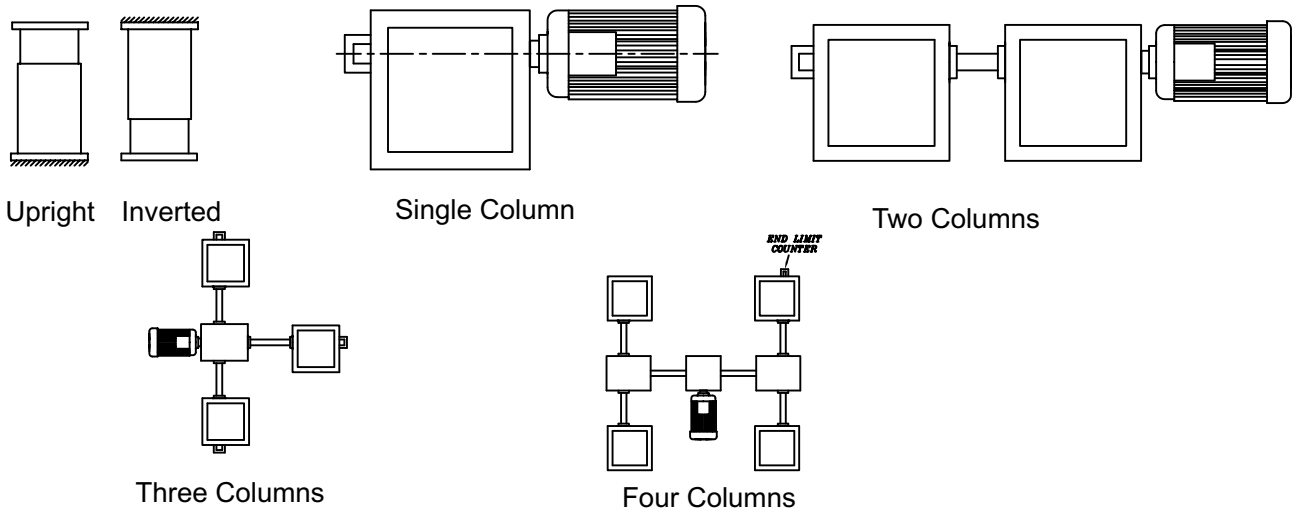 Upright
Inverted
Single Column
Two Columns
END LIMIT
COUNTER
Three Columns
Four Columns